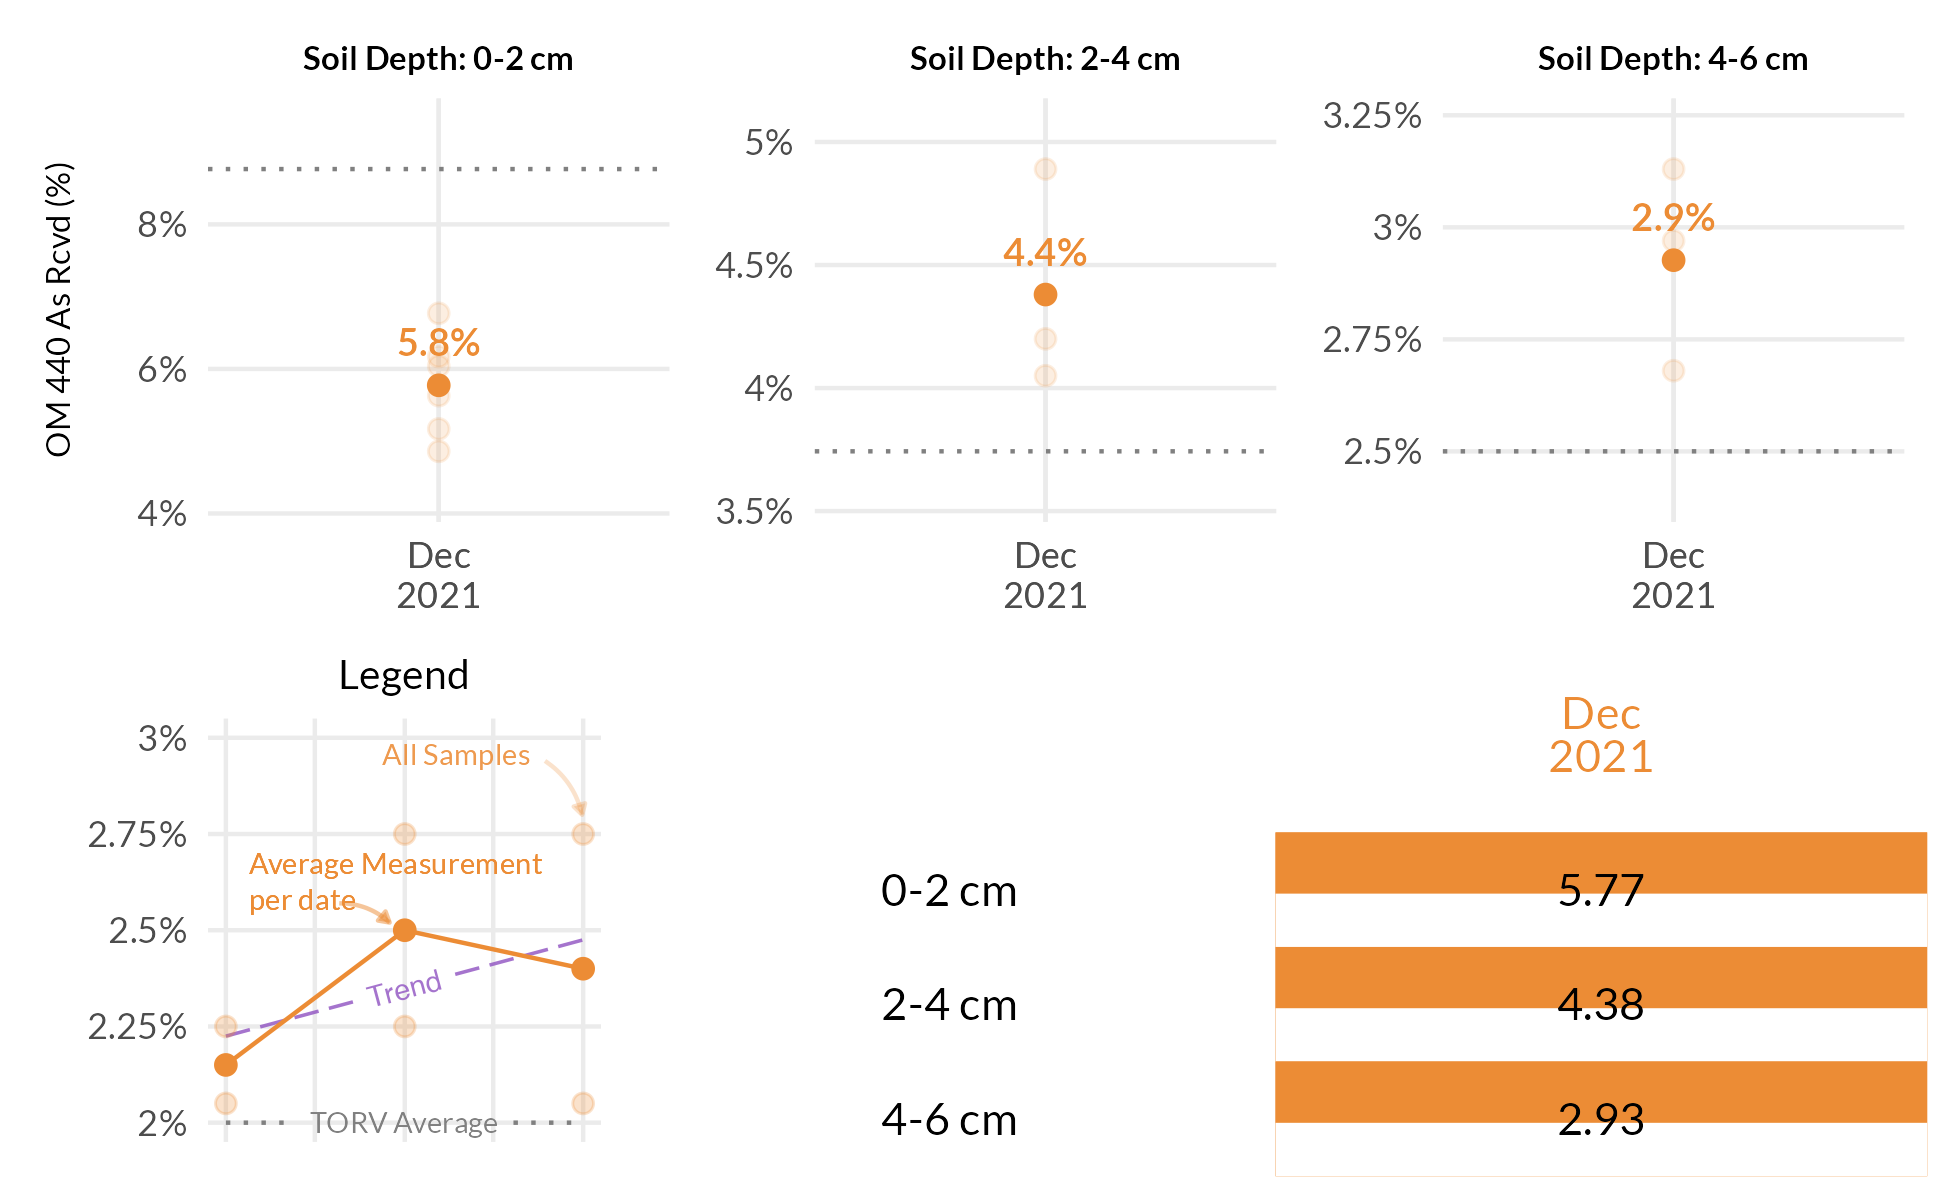 Soil Depth: 0-2 cm
Soil Depth: 2-4 cm
Soil Depth: 4-6 cm
OM 440 As Rcvd (%)
8%
6%
4%
5.8%
Dec
2021
5%
4.5%
4%
3.5%
4.4%
Dec
2021
3.25%
3%
2.75%
2.5%
2.9%
Dec
2021
Legend
3%
2.75%
2.5%
2.25%
2%
All Samples
Average Measurement
per date
Trend
TORV Average
Dec
2021
0-2 cm 5.77
2-4 cm 4.38
4-6 cm 2.93